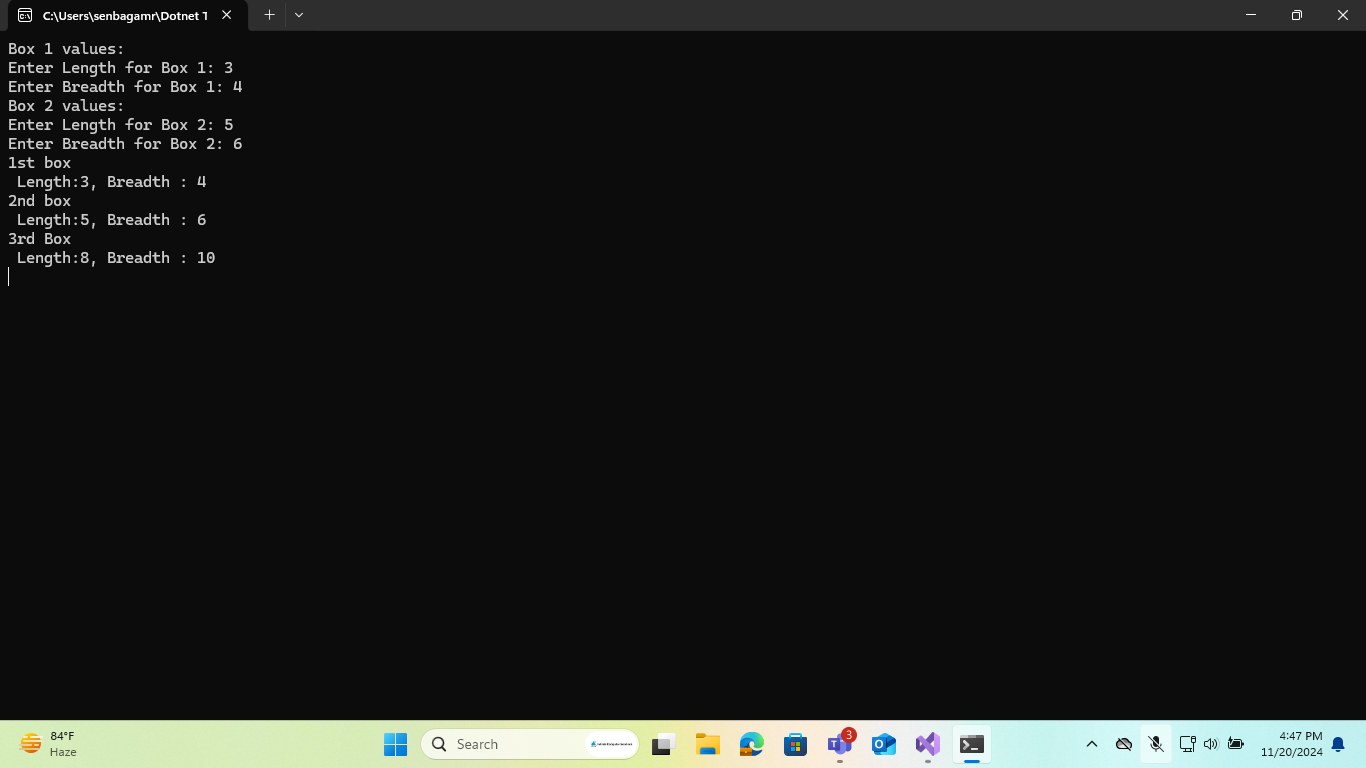 C:\Users\senbagamr\Dotnet T
Box 1 values:
Enter Length for Box 1: 3
Enter Breadth for Box 1: 4
Box 2 values:
Enter Length for Box 2: 5
Enter Breadth for Box 2: 6
1st box
 Length:3, Breadth : 4
2nd box
 Length:5, Breadth : 6
3rd Box
 Length:8, Breadth : 10
84°F
Haze
Search
3
4:47 PM
11/20/2024